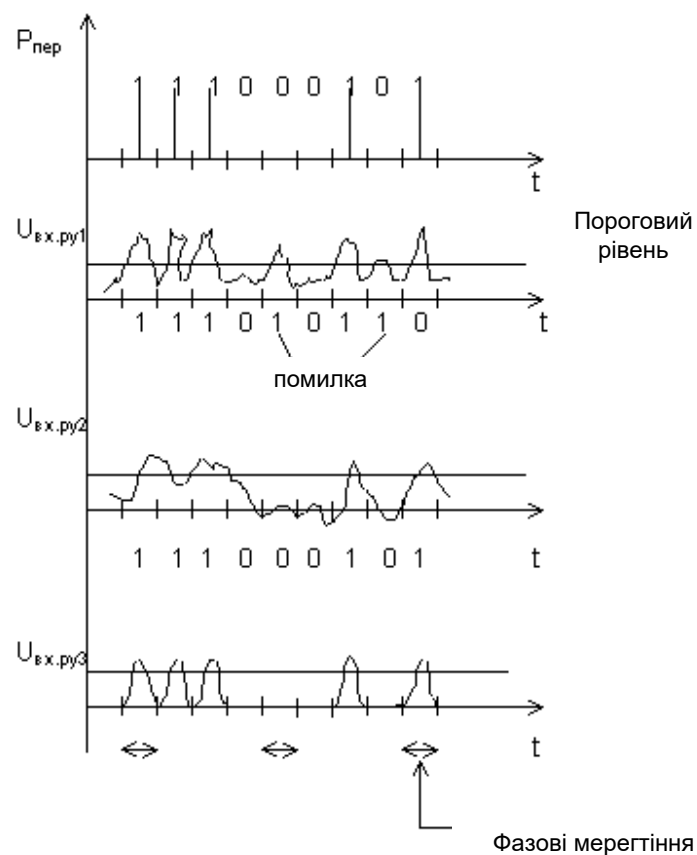 Pпер
1 1 1 0 0 0 1 0 1
t
Uвх.ру1
Пороговий
рівень
1 1 1 0 1 0 1 1 0
t
помилка
Uвх.ру2
1 1 1 0 0 0 1 0 1
t
Uвх.ру3
t
Фазові мерегтіння